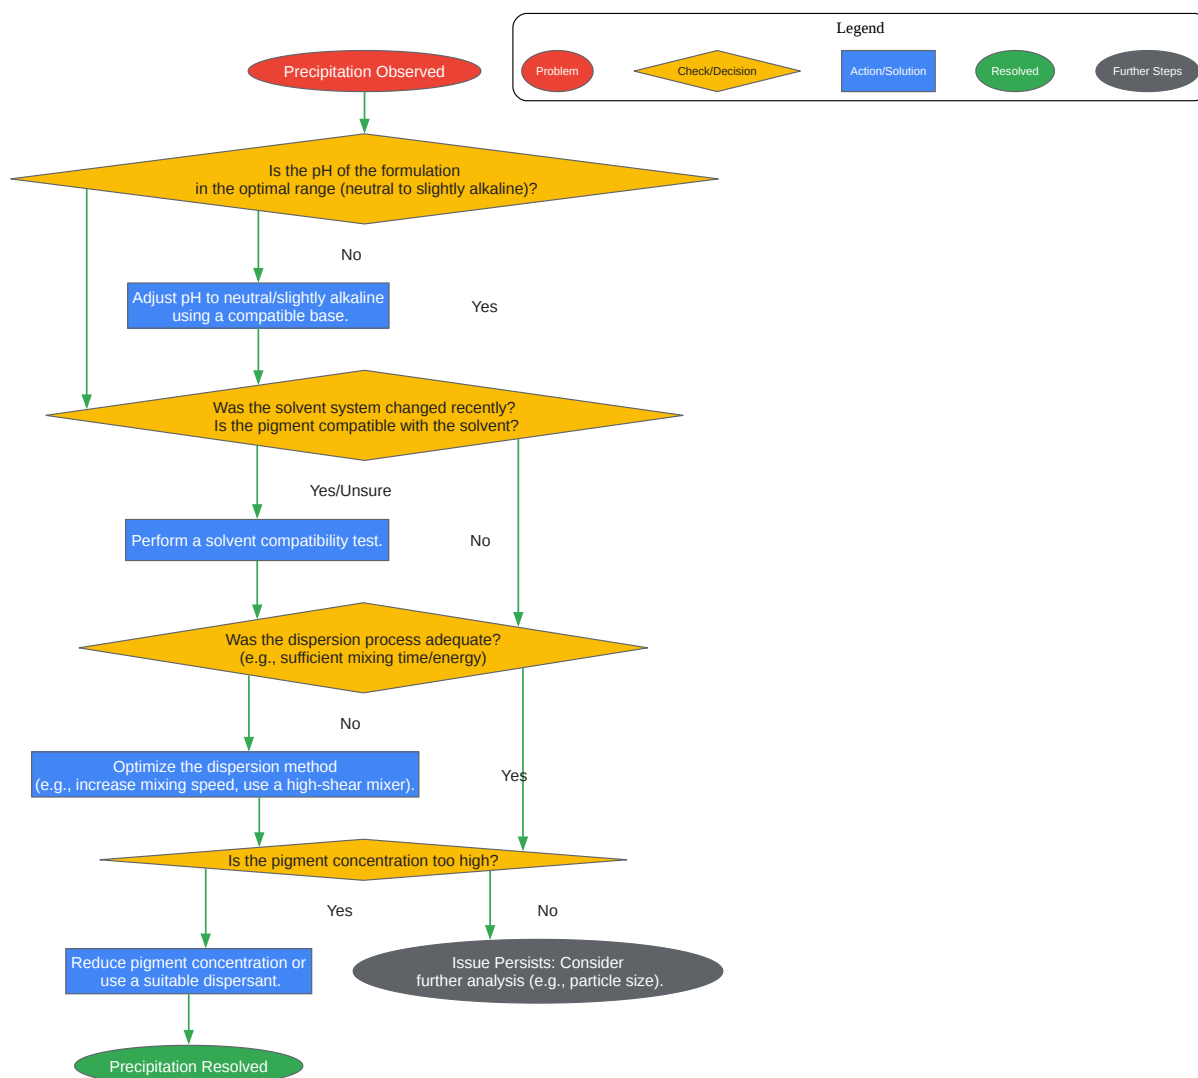 Legend
Precipitation Observed
Problem
Check/Decision
Action/Solution
Resolved
Further Steps
Is the pH of the formulation
in the optimal range (neutral to slightly alkaline)?
No
Adjust pH to neutral/slightly alkaline
using a compatible base.
Yes
Was the solvent system changed recently?
Is the pigment compatible with the solvent?
Yes/Unsure
Perform a solvent compatibility test.
No
Was the dispersion process adequate?
(e.g., sufficient mixing time/energy)
No
Optimize the dispersion method
(e.g., increase mixing speed, use a high-shear mixer).
Yes
Is the pigment concentration too high?
Yes
No
Reduce pigment concentration or
use a suitable dispersant.
Issue Persists: Consider
further analysis (e.g., particle size).
Precipitation Resolved